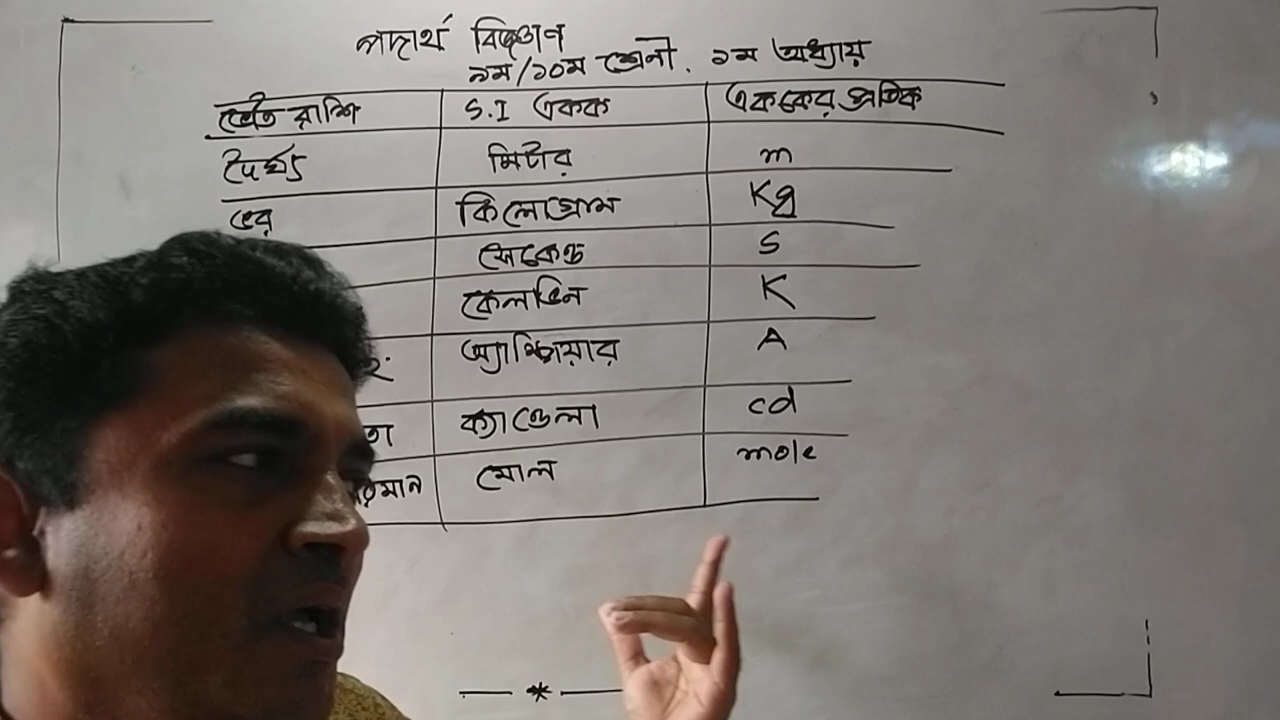 পদার্থ বিজ্ঞান
৯ম/১০ম শ্রেনী. ১ম অধ্যায়
ভৌত রাশি S.I একক এককের প্রতিক
দৈর্ঘ্য মিটার m
ভর কিলোগ্রাম Kg
সেকেন্ড S
কেলভিন K
অ্যাম্পিয়ার A
তা ক্যান্ডেলা cd
মোল mole